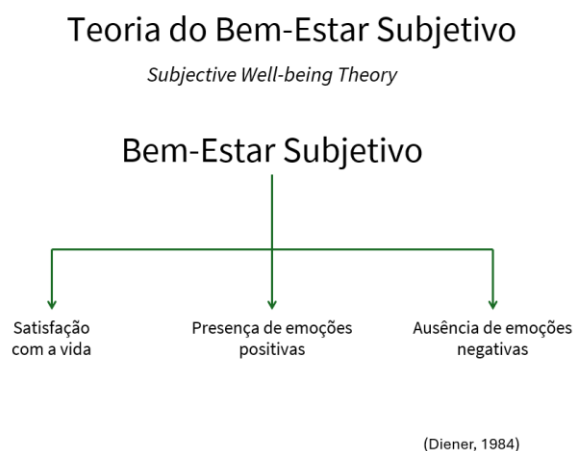 Teoria do Bem-Estar Subjetivo
Subjective Well-being Theory
Bem-Estar Subjetivo
Satisfação
com a vida
Presença de emoções
positivas
Ausência de emoções
negativas
(Diener, 1984)